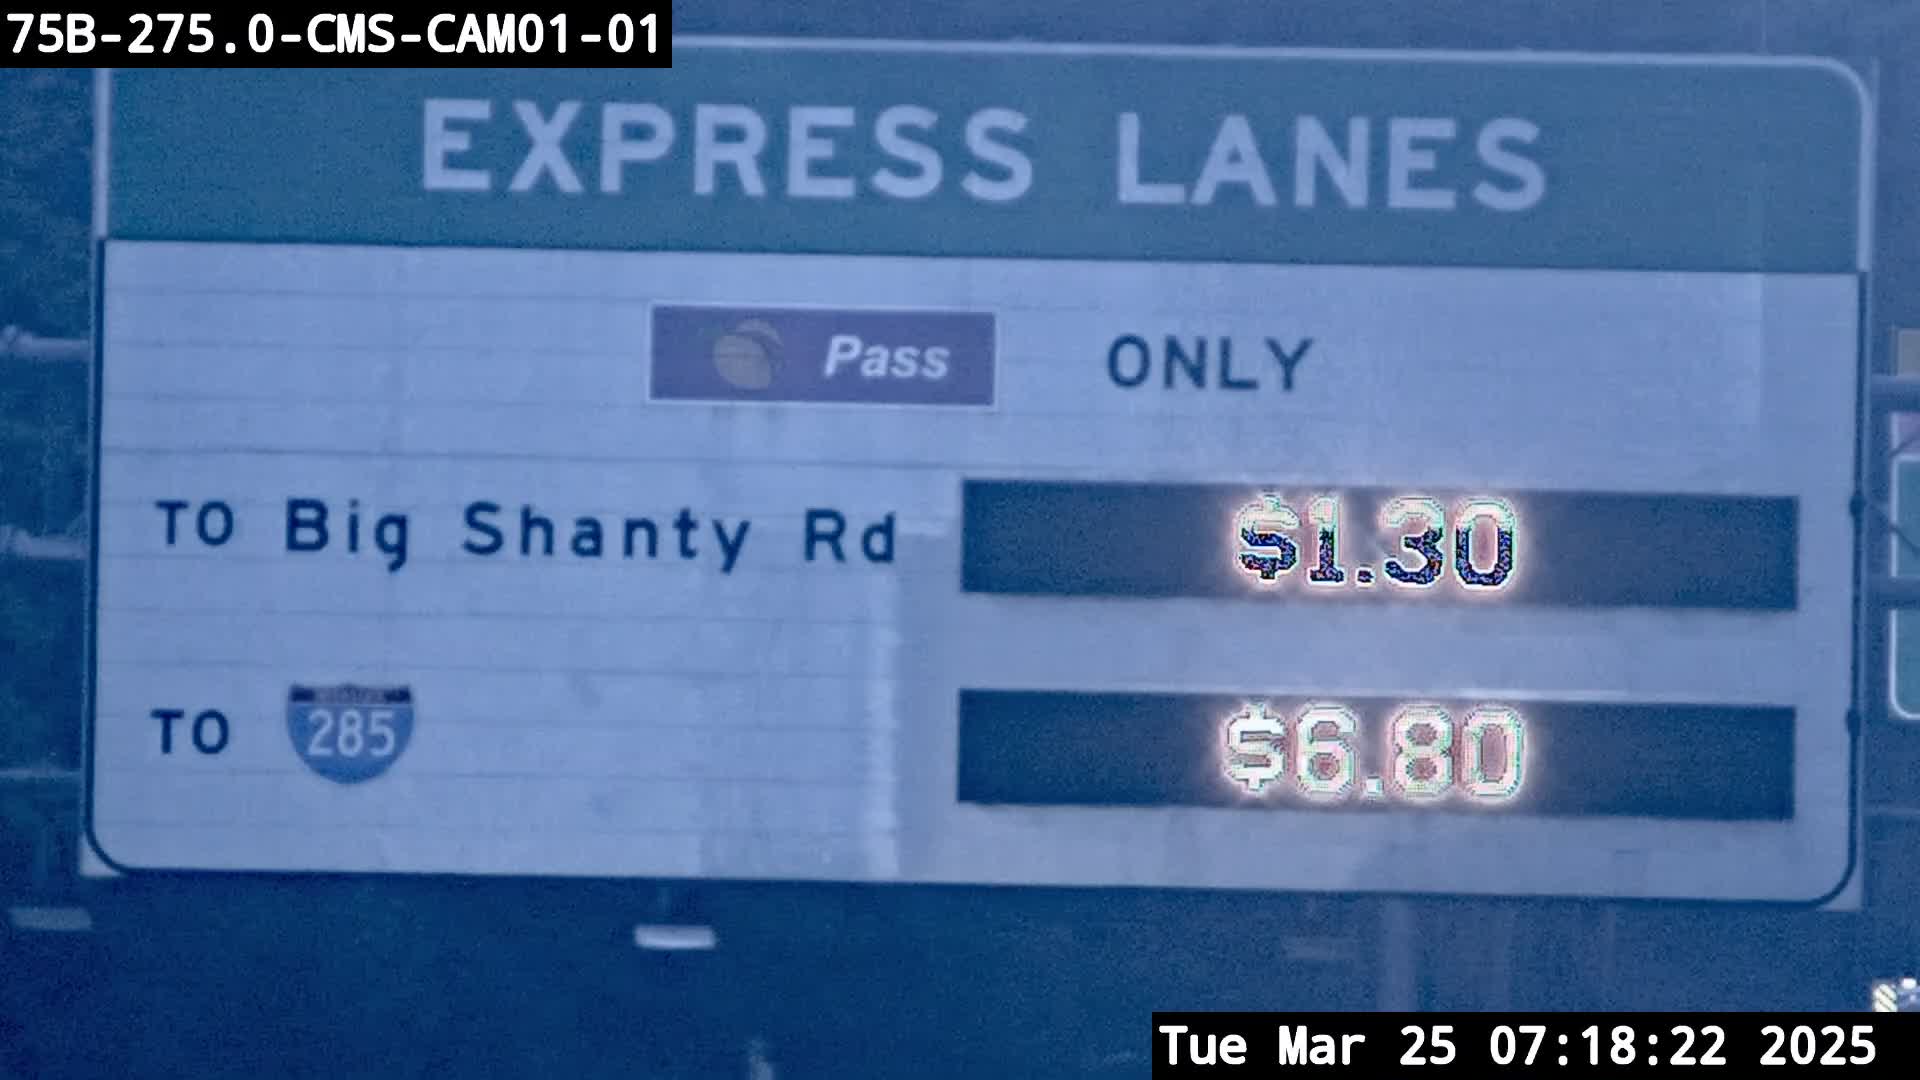 75B-275.0-CMS-CAM01-01
EXPRESS LANES
Pass ONLY
TO Big Shanty Rd $1.30
TO 285 $6.80
Tue Mar 25 07:18:22 2025